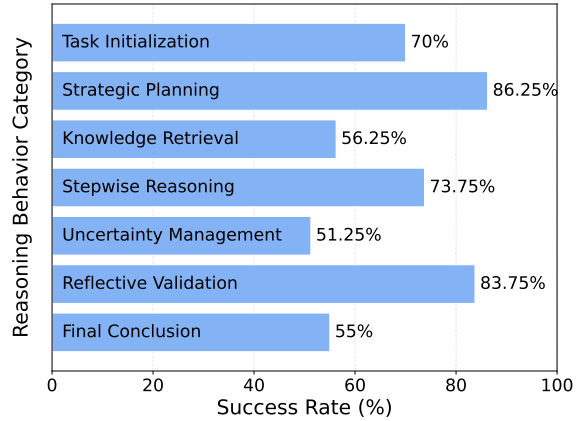 Reasoning Behavior Category
Task Initialization 70%
Strategic Planning 86.25%
Knowledge Retrieval 56.25%
Stepwise Reasoning 73.75%
Uncertainty Management 51.25%
Reflective Validation 83.75%
Final Conclusion 55%
0 20 40 60 80 100
Success Rate (%)